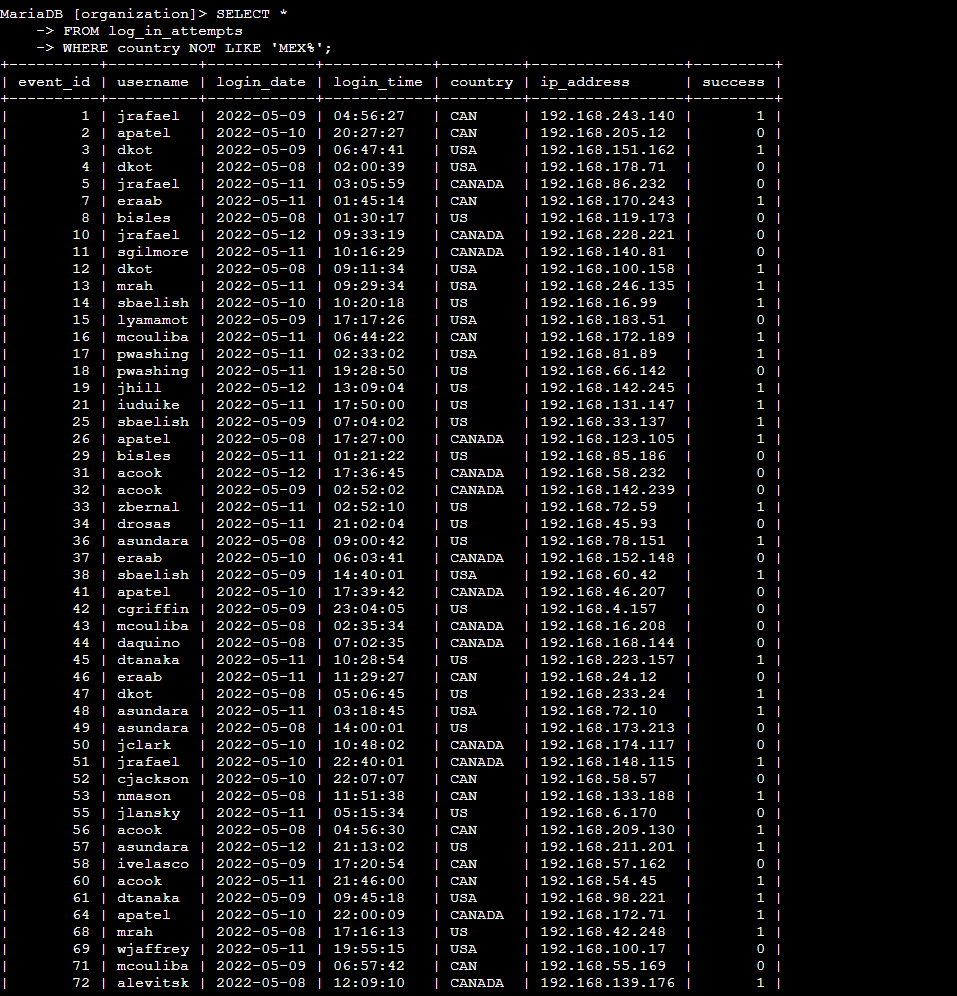 MariaDB [organization]> SELECT *
    -> FROM log_in_attempts
    -> WHERE country NOT LIKE 'MEX%';
+----------+----------+------------+------------+---------+-----------------+---------+
| event_id | username | login_date | login_time | country | ip_address      | success |
+----------+----------+------------+------------+---------+-----------------+---------+
|        1 | jrafael  | 2022-05-09 | 04:56:27   | CAN     | 192.168.243.140 |       1 |
|        2 | apatel   | 2022-05-10 | 20:27:27   | CAN     | 192.168.205.12  |       0 |
|        3 | dkot     | 2022-05-09 | 06:47:41   | USA     | 192.168.151.162 |       1 |
|        4 | dkot     | 2022-05-08 | 02:00:39   | USA     | 192.168.178.71  |       0 |
|        5 | jrafael  | 2022-05-11 | 03:05:59   | CANADA  | 192.168.86.232  |       0 |
|        7 | eraab    | 2022-05-11 | 01:45:14   | CAN     | 192.168.170.243 |       1 |
|        8 | bisles   | 2022-05-08 | 01:30:17   | US      | 192.168.119.173 |       0 |
|       10 | jrafael  | 2022-05-12 | 09:33:19   | CANADA  | 192.168.228.221 |       0 |
|       11 | sgilmore | 2022-05-11 | 10:16:29   | CANADA  | 192.168.140.81  |       0 |
|       12 | dkot     | 2022-05-08 | 09:11:34   | USA     | 192.168.100.158 |       1 |
|       13 | mrah     | 2022-05-11 | 09:29:34   | USA     | 192.168.246.135 |       1 |
|       14 | sbaelish | 2022-05-10 | 10:20:18   | US      | 192.168.16.99   |       1 |
|       15 | lyamamot | 2022-05-09 | 17:17:26   | USA     | 192.168.183.51  |       0 |
|       16 | mcouliba | 2022-05-11 | 06:44:22   | CAN     | 192.168.172.189 |       1 |
|       17 | pwashing | 2022-05-11 | 02:33:02   | USA     | 192.168.81.89   |       1 |
|       18 | pwashing | 2022-05-11 | 19:28:50   | US      | 192.168.66.142  |       0 |
|       19 | jhill    | 2022-05-12 | 13:09:04   | US      | 192.168.142.245 |       1 |
|       21 | iuduike  | 2022-05-11 | 17:50:00   | US      | 192.168.131.147 |       1 |
|       25 | sbaelish | 2022-05-09 | 07:04:02   | US      | 192.168.33.137  |       1 |
|       26 | apatel   | 2022-05-08 | 17:27:00   | CANADA  | 192.168.123.105 |       1 |
|       29 | bisles   | 2022-05-11 | 01:21:22   | US      | 192.168.85.186  |       0 |
|       31 | acook    | 2022-05-12 | 17:36:45   | CANADA  | 192.168.58.232  |       0 |
|       32 | acook    | 2022-05-09 | 02:52:02   | CANADA  | 192.168.142.239 |       0 |
|       33 | zbernal  | 2022-05-11 | 02:52:10   | US      | 192.168.72.59   |       1 |
|       34 | drosas   | 2022-05-11 | 21:02:04   | US      | 192.168.45.93   |       0 |
|       36 | asundara | 2022-05-08 | 09:00:42   | US      | 192.168.78.151  |       1 |
|       37 | eraab    | 2022-05-10 | 06:03:41   | CANADA  | 192.168.152.148 |       0 |
|       38 | sbaelish | 2022-05-09 | 14:40:01   | USA     | 192.168.60.42   |       1 |
|       41 | apatel   | 2022-05-10 | 17:39:42   | CANADA  | 192.168.46.207  |       0 |
|       42 | cgriffin | 2022-05-09 | 23:04:05   | US      | 192.168.4.157   |       0 |
|       43 | mcouliba | 2022-05-08 | 02:35:34   | CANADA  | 192.168.16.208  |       0 |
|       44 | daquino  | 2022-05-08 | 07:02:35   | CANADA  | 192.168.168.144 |       0 |
|       45 | dtanaka  | 2022-05-11 | 10:28:54   | US      | 192.168.223.157 |       1 |
|       46 | eraab    | 2022-05-11 | 11:29:27   | CAN     | 192.168.24.12   |       0 |
|       47 | dkot     | 2022-05-08 | 05:06:45   | US      | 192.168.233.24  |       1 |
|       48 | asundara | 2022-05-11 | 03:18:45   | USA     | 192.168.72.10   |       1 |
|       49 | asundara | 2022-05-08 | 14:00:01   | US      | 192.168.173.213 |       0 |
|       50 | jclark   | 2022-05-10 | 10:48:02   | CANADA  | 192.168.174.117 |       0 |
|       51 | jrafael  | 2022-05-10 | 22:40:01   | CANADA  | 192.168.148.115 |       1 |
|       52 | cjackson | 2022-05-10 | 22:07:07   | CAN     | 192.168.58.57   |       0 |
|       53 | nmason   | 2022-05-08 | 11:51:38   | CAN     | 192.168.133.188 |       1 |
|       55 | jlansky  | 2022-05-11 | 05:15:34   | US      | 192.168.6.170   |       0 |
|       56 | acook    | 2022-05-08 | 04:56:30   | CAN     | 192.168.209.130 |       1 |
|       57 | asundara | 2022-05-12 | 21:13:02   | US      | 192.168.211.201 |       1 |
|       58 | ivelasco | 2022-05-09 | 17:20:54   | CAN     | 192.168.57.162  |       0 |
|       60 | acook    | 2022-05-11 | 21:46:00   | CAN     | 192.168.54.45   |       1 |
|       61 | dtanaka  | 2022-05-09 | 09:45:18   | USA     | 192.168.98.221  |       1 |
|       64 | apatel   | 2022-05-10 | 22:00:09   | CANADA  | 192.168.172.71  |       1 |
|       68 | mrah     | 2022-05-08 | 17:16:13   | US      | 192.168.42.248  |       1 |
|       69 | wjaffrey | 2022-05-11 | 19:55:15   | USA     | 192.168.100.17  |       0 |
|       71 | mcouliba | 2022-05-09 | 06:57:42   | CAN     | 192.168.55.169  |       0 |
|       72 | alevitsk | 2022-05-08 | 12:09:10   | CANADA  | 192.168.139.176 |       1 |